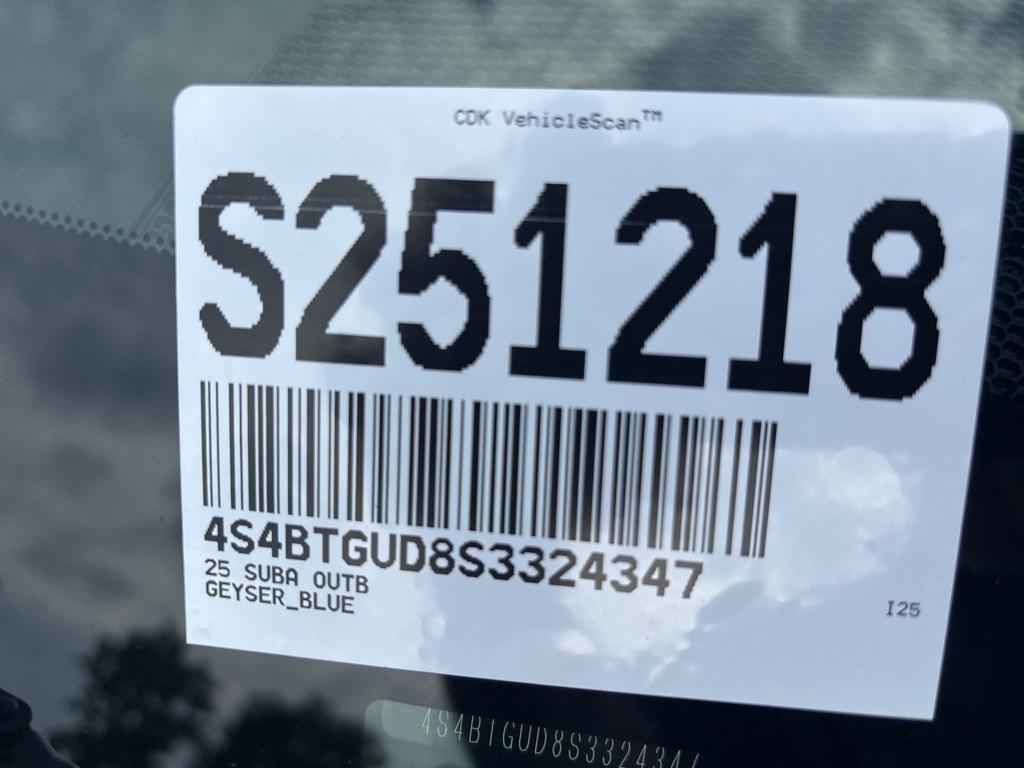 CDK VehicleScan™
S251218
4S4BTGUD8S3324347
25 SUBA OUTB
GEYSER_BLUE
I25
4S4BTGUD8S3324347